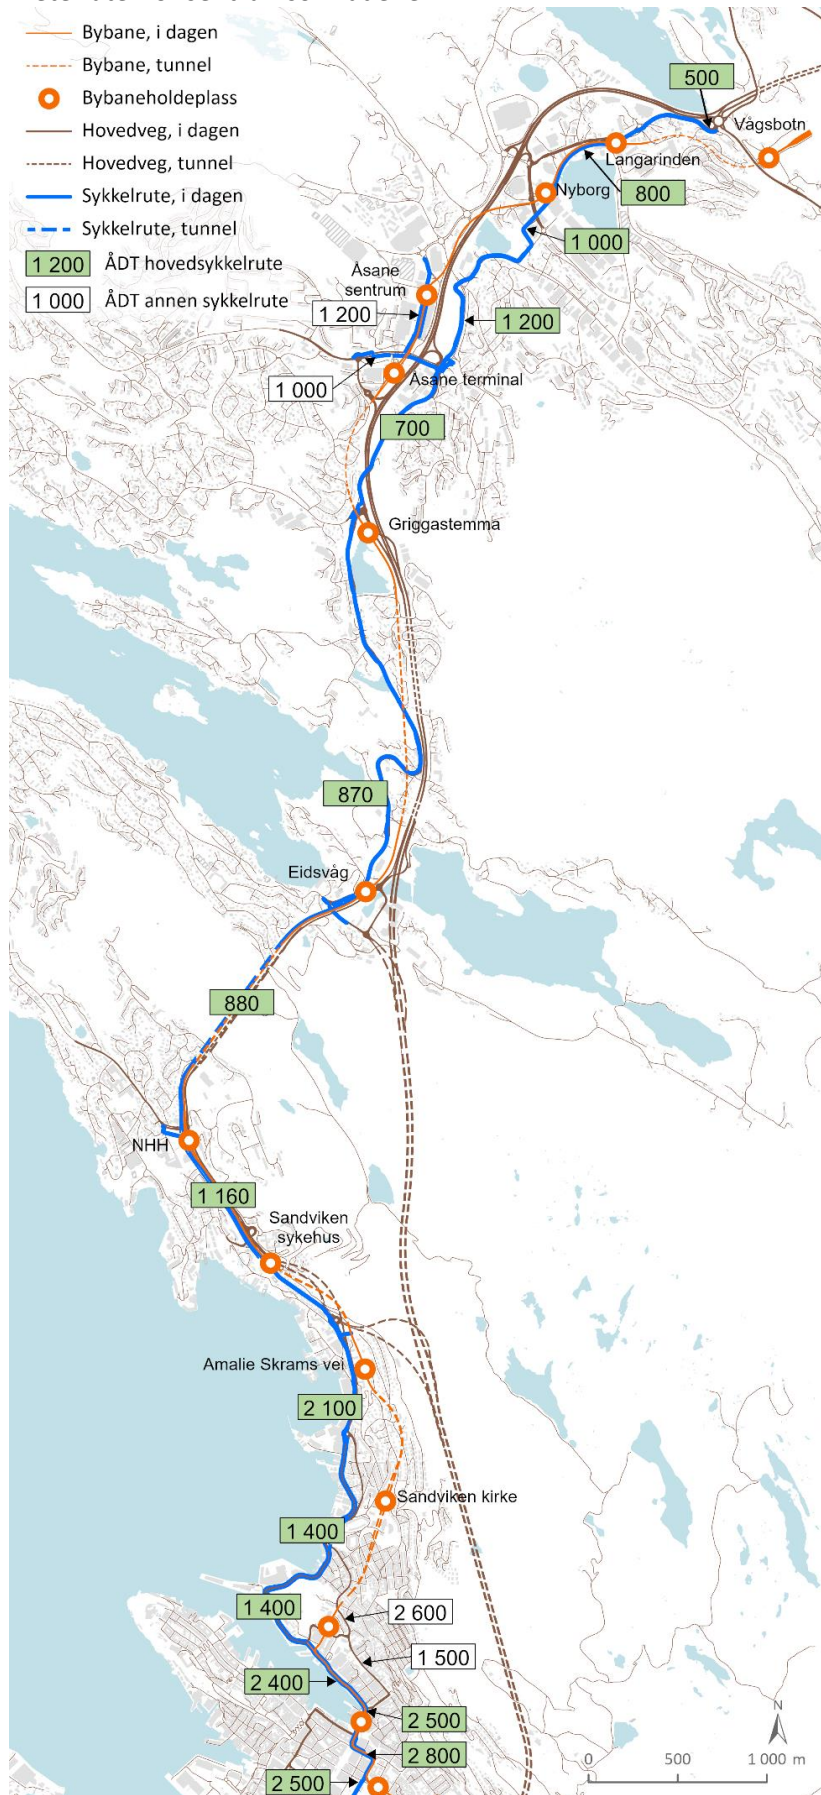 Bybane, i dagen
Bybane, tunnel
Bybaneholdeplass
Hovedveg, i dagen
Hovedveg, tunnel
Sykkelrute, i dagen
Sykkelrute, tunnel
1 200 ÅDT hovedsykkelrute
1 000 ÅDT annen sykkelrute
500
Vågsbotn
Langarinden
800
Nyborg
1 000
Åsane
sentrum
1 200
1 200
1 000
Åsane terminal
700
Griggastemma
870
Eidsvåg
880
NHH
1 160
Sandviken
sykehus
Amalie Skrams vei
2 100
Sandviken kirke
1 400
1 400
2 600
1 500
2 400
2 500
2 800
2 500
N
0 500 1 000 m